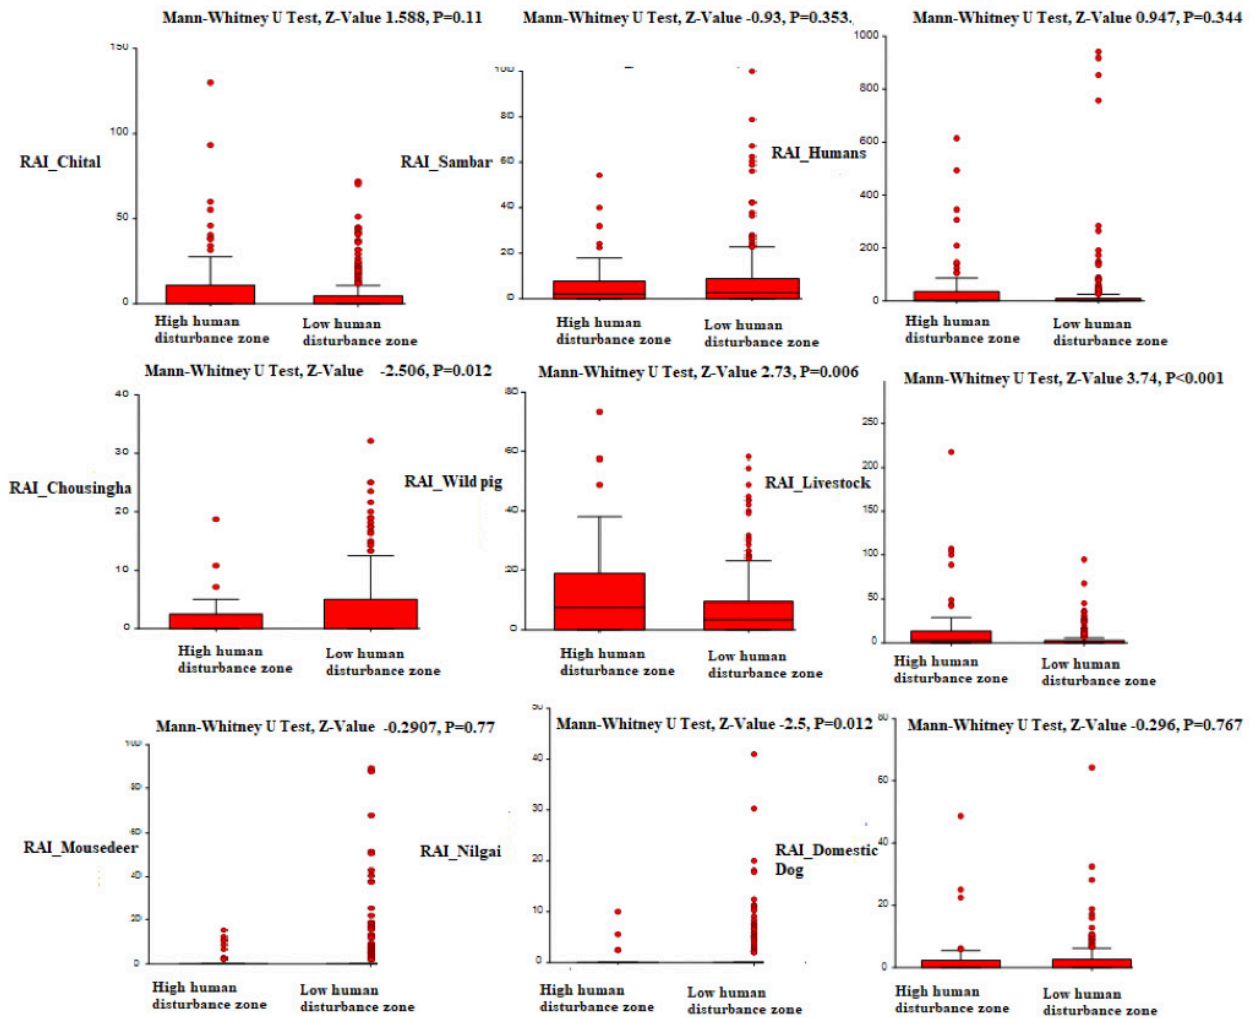 Mann-Whitney U Test, Z-Value 1.588, P=0.11
150
100
50
0
RAI_Chital
High human
disturbance zone
Low human
disturbance zone
Mann-Whitney U Test, Z-Value -0.93, P=0.353.
100
80
60
40
20
0
RAI_Sambar
High human
disturbance zone
Low human
disturbance zone
Mann-Whitney U Test, Z-Value 0.947, P=0.344
1000
800
600
400
200
0
RAI_Humans
High human
disturbance zone
Low human
disturbance zone
Mann-Whitney U Test, Z-Value -2.506, P=0.012
40
30
20
10
0
RAI_Chousingha
High human
disturbance zone
Low human
disturbance zone
Mann-Whitney U Test, Z-Value 2.73, P=0.006
80
60
40
20
0
RAI_Wild pig
High human
disturbance zone
Low human
disturbance zone
Mann-Whitney U Test, Z-Value 3.74, P<0.001
250
200
150
100
50
0
RAI_Livestock
High human
disturbance zone
Low human
disturbance zone
Mann-Whitney U Test, Z-Value -0.2907, P=0.77
100
80
60
40
20
0
RAI_Mousedeer
High human
disturbance zone
Low human
disturbance zone
Mann-Whitney U Test, Z-Value -2.5, P=0.012
50
40
30
20
10
0
RAI_Nilgai
High human
disturbance zone
Low human
disturbance zone
Mann-Whitney U Test, Z-Value -0.296, P=0.767
80
60
40
20
0
RAI_Domestic
Dog
High human
disturbance zone
Low human
disturbance zone